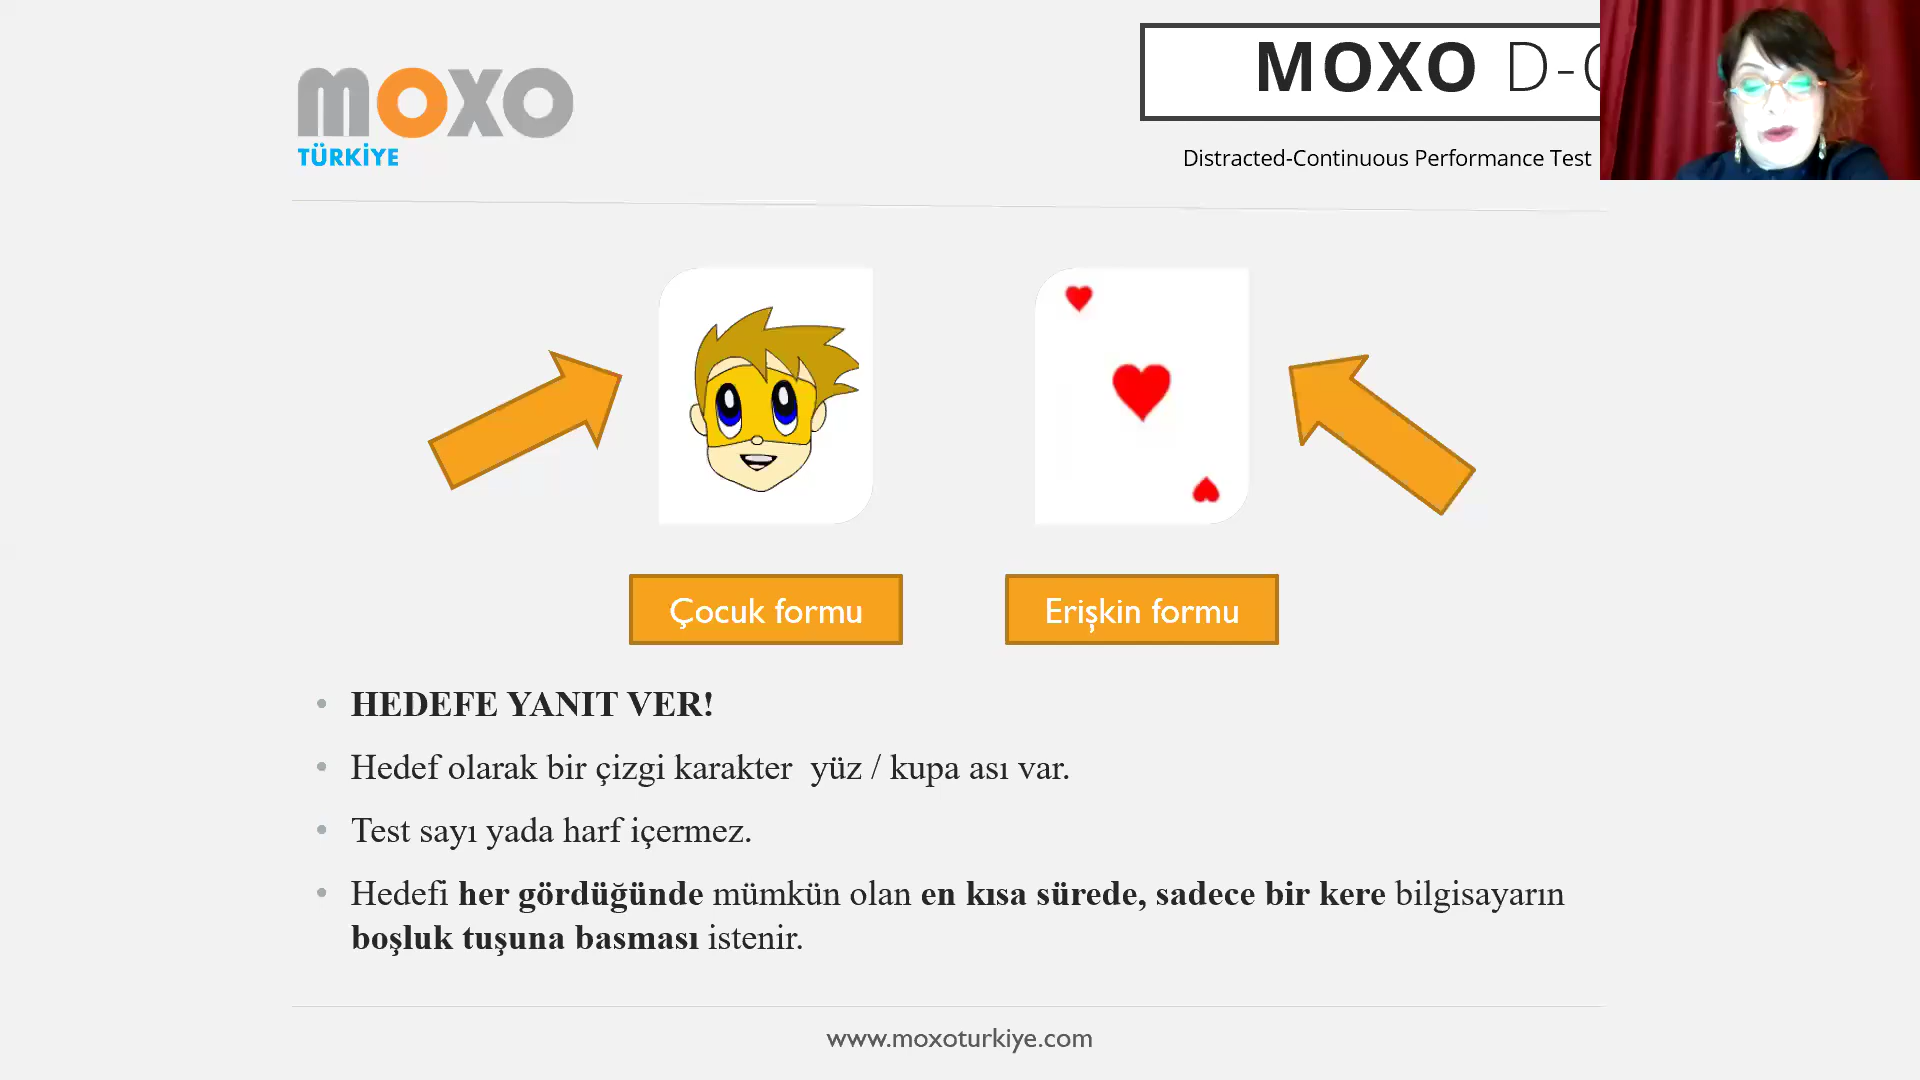 moxo
TÜRKİYE
MOXO D-
Distracted-Continuous Performance Test
Çocuk formu
Erişkin formu
• HEDEFE YANIT VER!
• Hedef olarak bir çizgi karakter yüz / kupa ası var.
• Test sayı yada harf içermez.
• Hedefi her gördüğünde mümkün olan en kısa sürede, sadece bir kere bilgisayarın
boşluk tuşuna basması istenir.
www.moxoturkiye.com